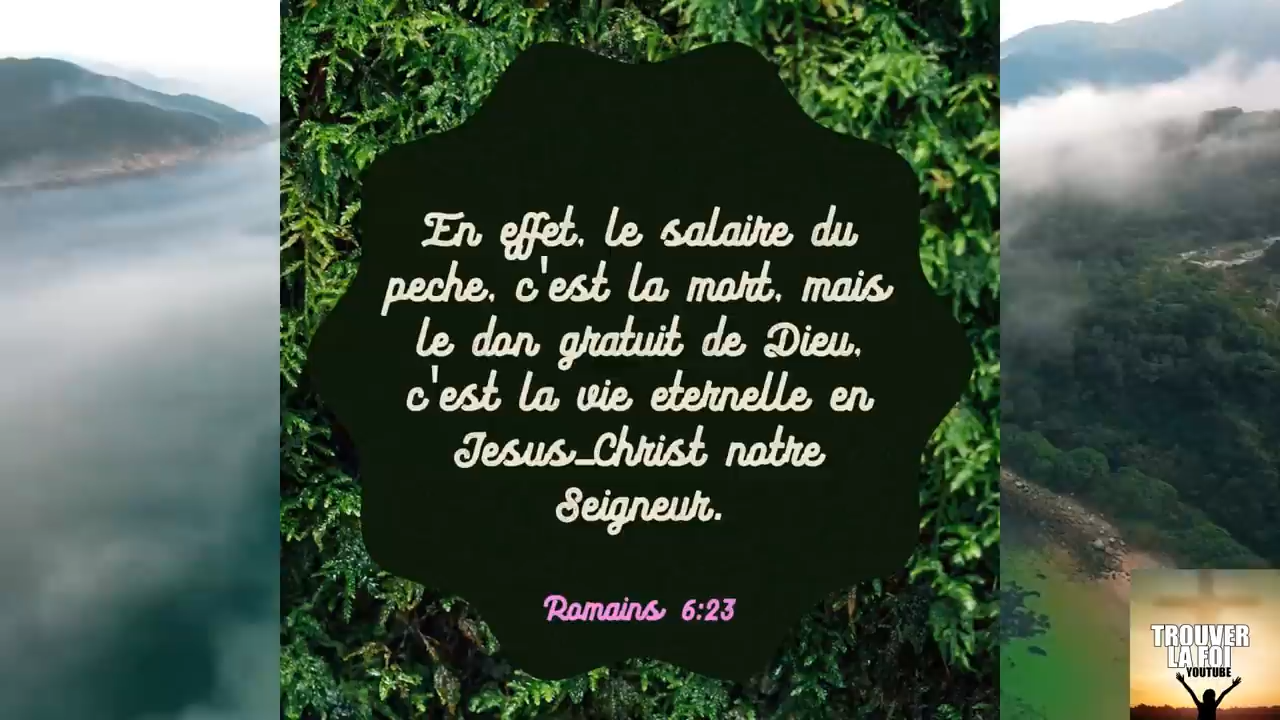 En effet, le salaire du
peche, c'est la mort, mais
le don gratuit de Dieu,
c'est la vie eternelle en
Jesus-Christ notre
Seigneur.
Romains 6:23
TROUVER
LA FOI
YOUTUBE